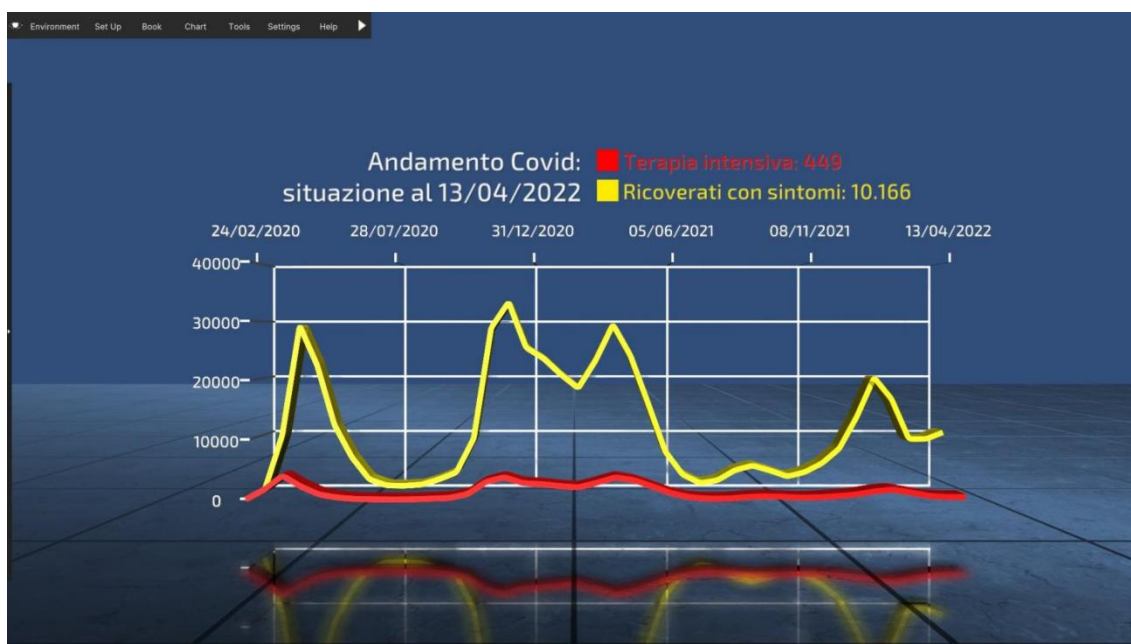 Environment Set Up Book Chart Tools Settings Help
Andamento Covid:
situazione al 13/04/2022
Terapia intensiva: 449
Ricoverati con sintomi: 10.166
24/02/2020 28/07/2020 31/12/2020 05/06/2021 08/11/2021 13/04/2022
40000
30000
20000
10000
0